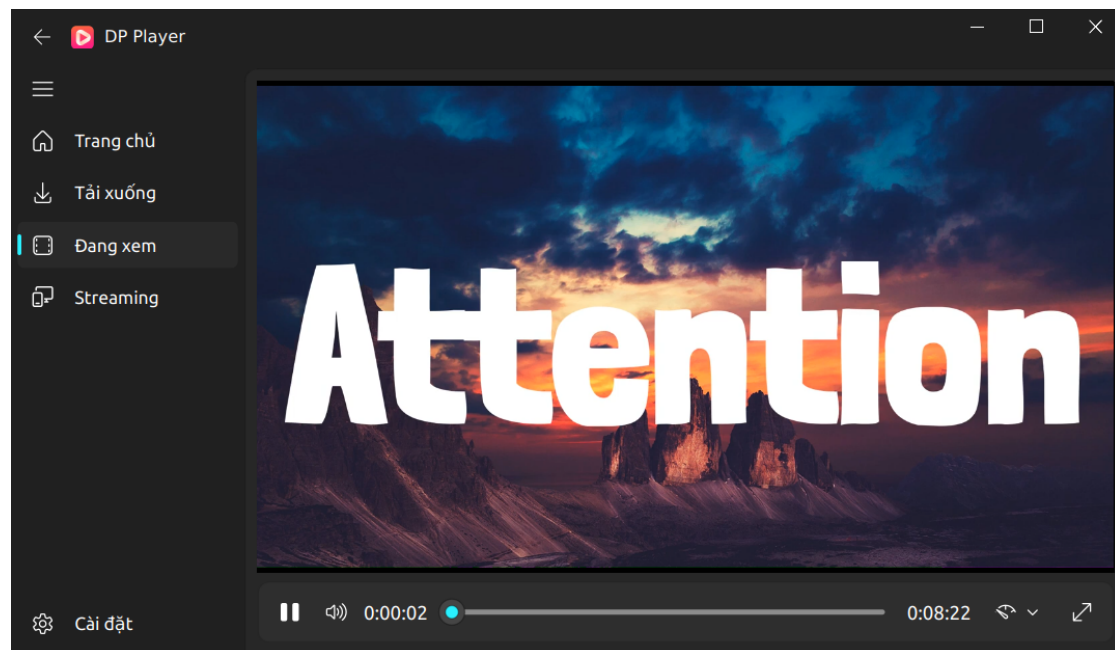 DP Player
Trang chủ
Tải xuống
Đang xem
Streaming
Attention
0:00:02
0:08:22
Cài đặt